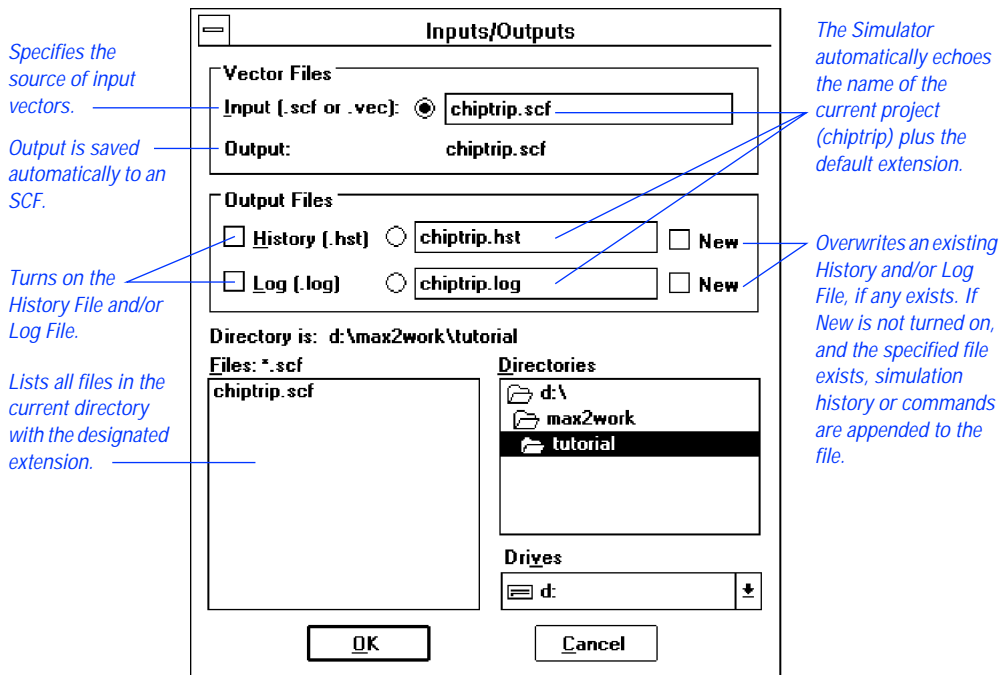 Inputs/Outputs
Specifies the
source of input
vectors.
Output is saved
automatically to an
SCF.
Turns on the
History File and/or
Log File.
Lists all files in the
current directory
with the designated
extension.
Vector Files
Input (.scf or .vec): chiptrip.scf
Output: chiptrip.scf
Output Files
History (.hst) chiptrip.hst New
Log (.log) chiptrip.log New
Directory is: d:\max2work\tutorial
Files: *.scf
chiptrip.scf
Directories
d:\
max2work
tutorial
Drives
d:
OK Cancel
The Simulator
automatically echoes
the name of the
current project
(chiptrip) plus the
default extension.
Overwrites an existing
History and/or Log
File, if any exists. If
New is not turned on,
and the specified file
exists, simulation
history or commands
are appended to the
file.